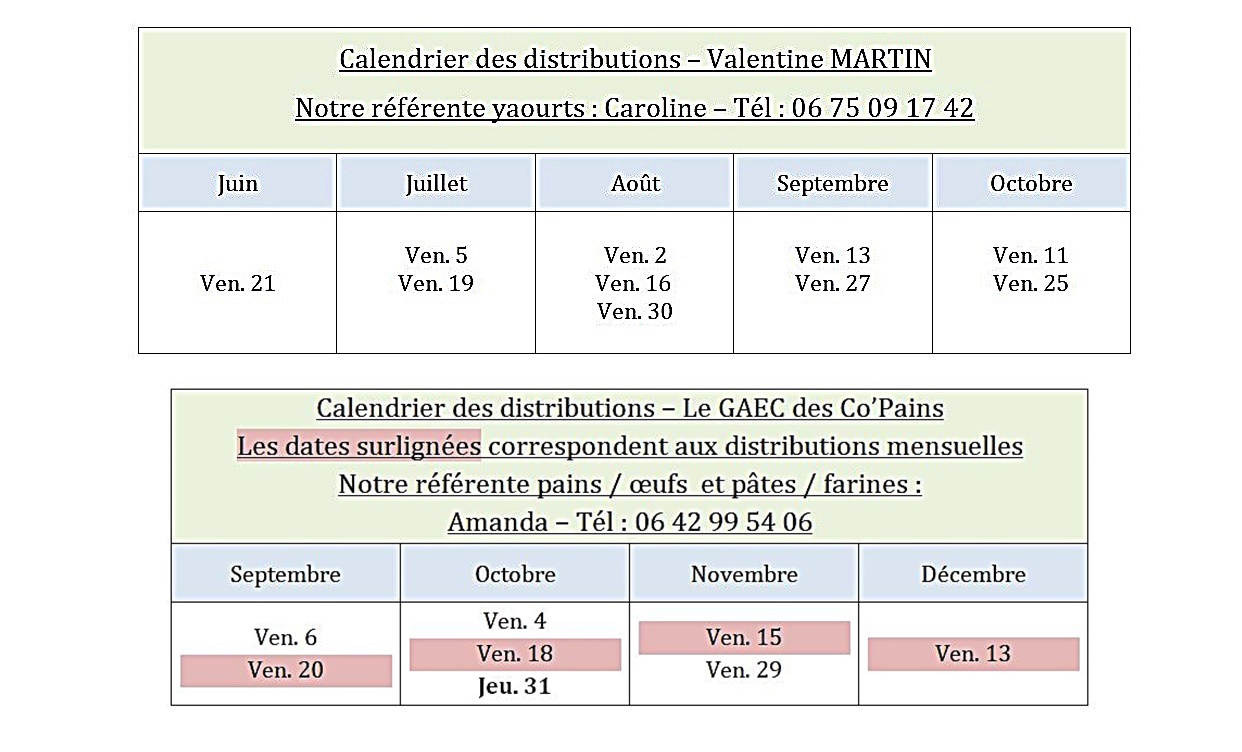 Calendrier des distributions – Valentine MARTIN
Notre référente yaourts : Caroline – Tél : 06 75 09 17 42
Juin
Juillet
Août
Septembre
Octobre
Ven. 21
Ven. 5
Ven. 19
Ven. 2
Ven. 16
Ven. 30
Ven. 13
Ven. 27
Ven. 11
Ven. 25
Calendrier des distributions – Le GAEC des Co’Pains
Les dates surlignées correspondent aux distributions mensuelles
Notre référente pains / œufs et pâtes / farines :
Amanda – Tél : 06 42 99 54 06
Septembre
Octobre
Novembre
Décembre
Ven. 6
Ven. 20
Ven. 4
Ven. 18
Jeu. 31
Ven. 15
Ven. 29
Ven. 13